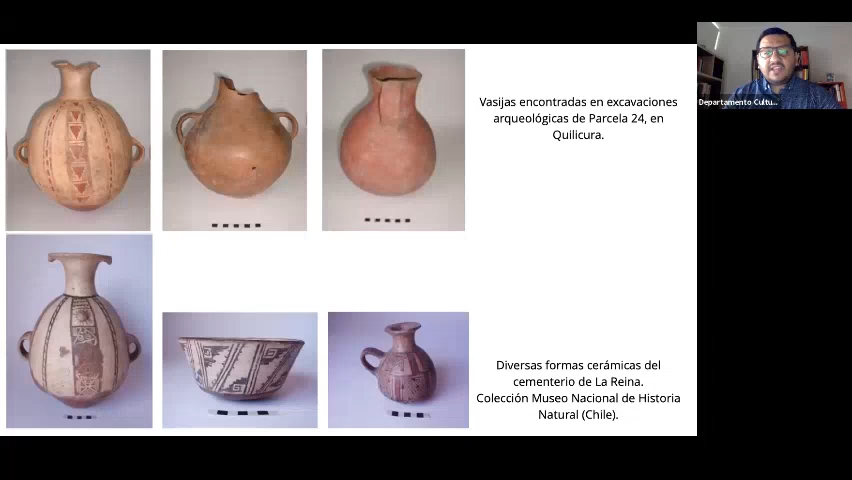 Vasijas encontradas en excavaciones
arqueológicas de Parcela 24, en
Quilicura.
Departamento Cultu...
Diversas formas cerámicas del
cementerio de La Reina.
Colección Museo Nacional de Historia
Natural (Chile).